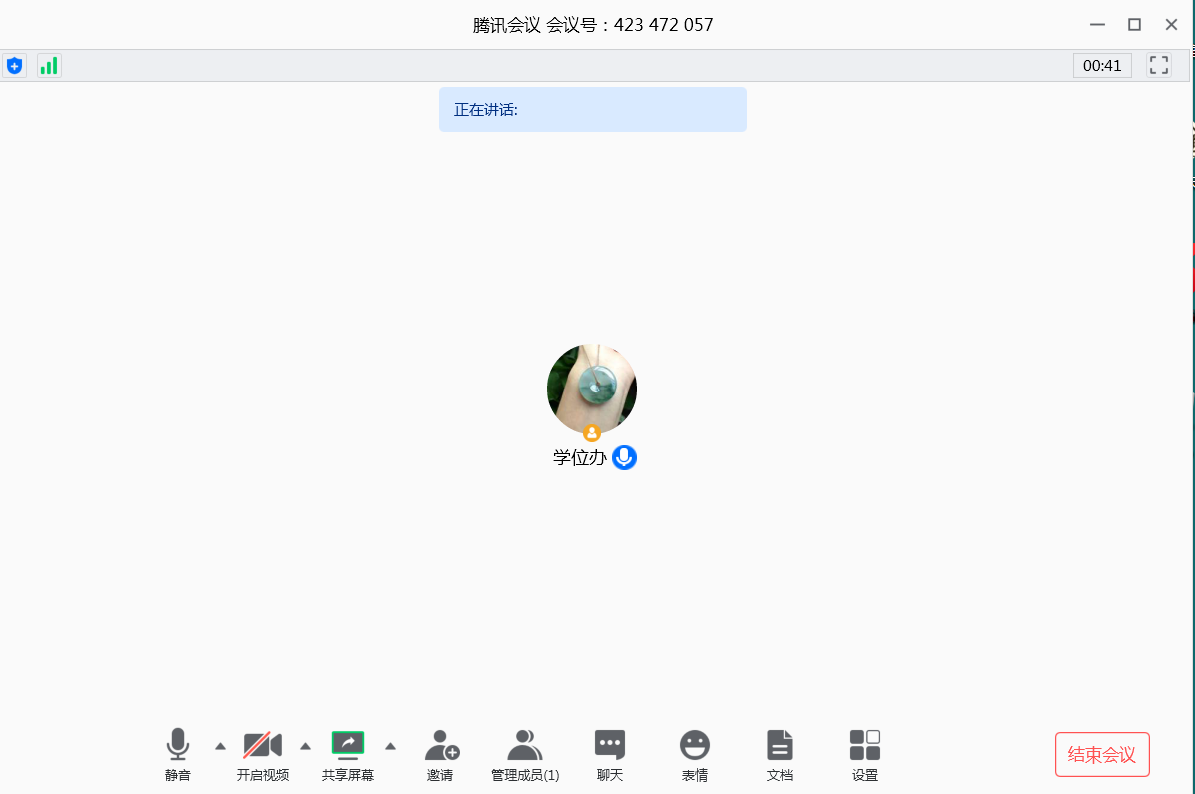 腾讯会议 会议号：423 472 057
00:41
正在讲话:
学位办
静音
开启视频
共享屏幕
邀请
管理成员(1)
聊天
表情
文档
设置
结束会议